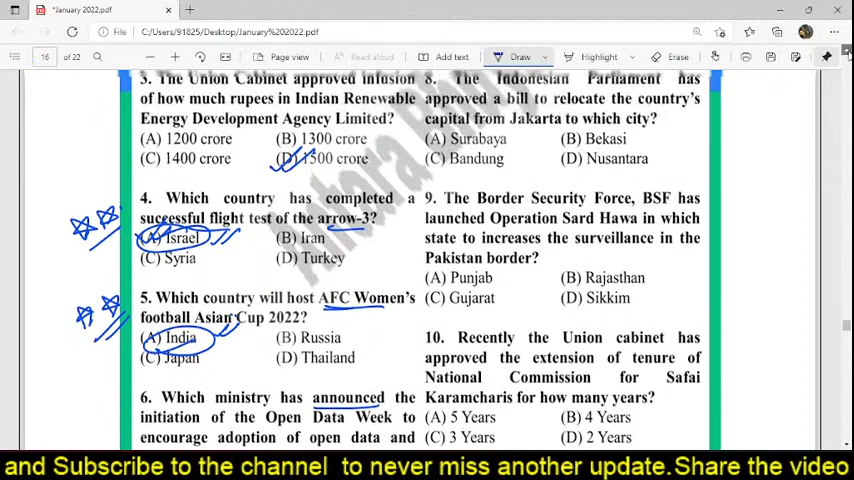 January 2022.pdf
File | C:/Users/91825/Desktop/January%202022.pdf
16 of 22
Page view
Read aloud
Add text
Draw
Highlight
Erase
3. The Union Cabinet approved infusion
of how much rupees in Indian Renewable
Energy Development Agency Limited?
(A) 1200 crore (B) 1300 crore
(C) 1400 crore (D) 1500 crore
4. Which country has completed a
successful flight test of the arrow-3?
(A) Israel (B) Iran
(C) Syria (D) Turkey
5. Which country will host AFC Women's
football Asian Cup 2022?
(A) India (B) Russia
(C) Japan (D) Thailand
6. Which ministry has announced the
initiation of the Open Data Week to
encourage adoption of open data and
8. The Indonesian Parliament has
approved a bill to relocate the country's
capital from Jakarta to which city?
(A) Surabaya (B) Bekasi
(C) Bandung (D) Nusantara
9. The Border Security Force, BSF has
launched Operation Sard Hawa in which
state to increases the surveillance in the
Pakistan border?
(A) Punjab (B) Rajasthan
(C) Gujarat (D) Sikkim
10. Recently the Union cabinet has
approved the extension of tenure of
National Commission for Safai
Karamcharis for how many years?
(A) 5 Years (B) 4 Years
(C) 3 Years (D) 2 Years
and Subscribe to the channel to never miss another update.Share the video